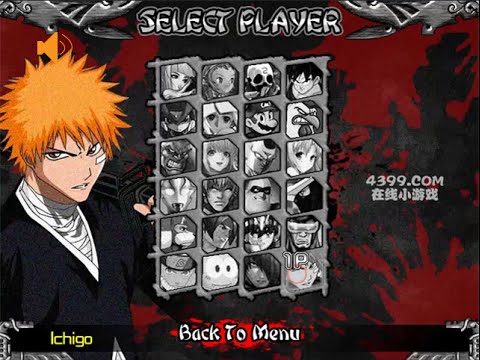 SELECT PLAYER
4399.COM
在线小游戏
1P
Ichigo
Back To Menu